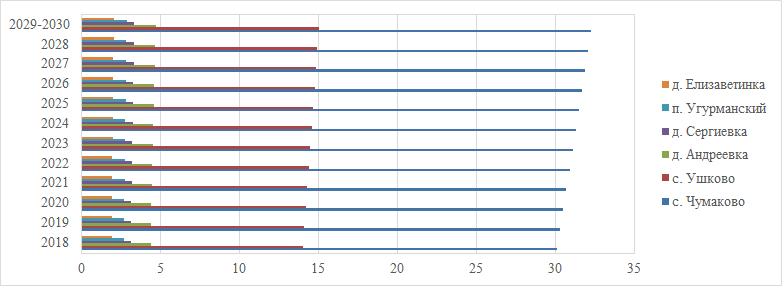 2029-2030
2028
2027
2026
2025
2024
2023
2022
2021
2020
2019
2018
0 5 10 15 20 25 30 35
д. Елизаветинка
п. Угурманский
д. Сергиевка
д. Андреевка
с. Ушково
с. Чумаково